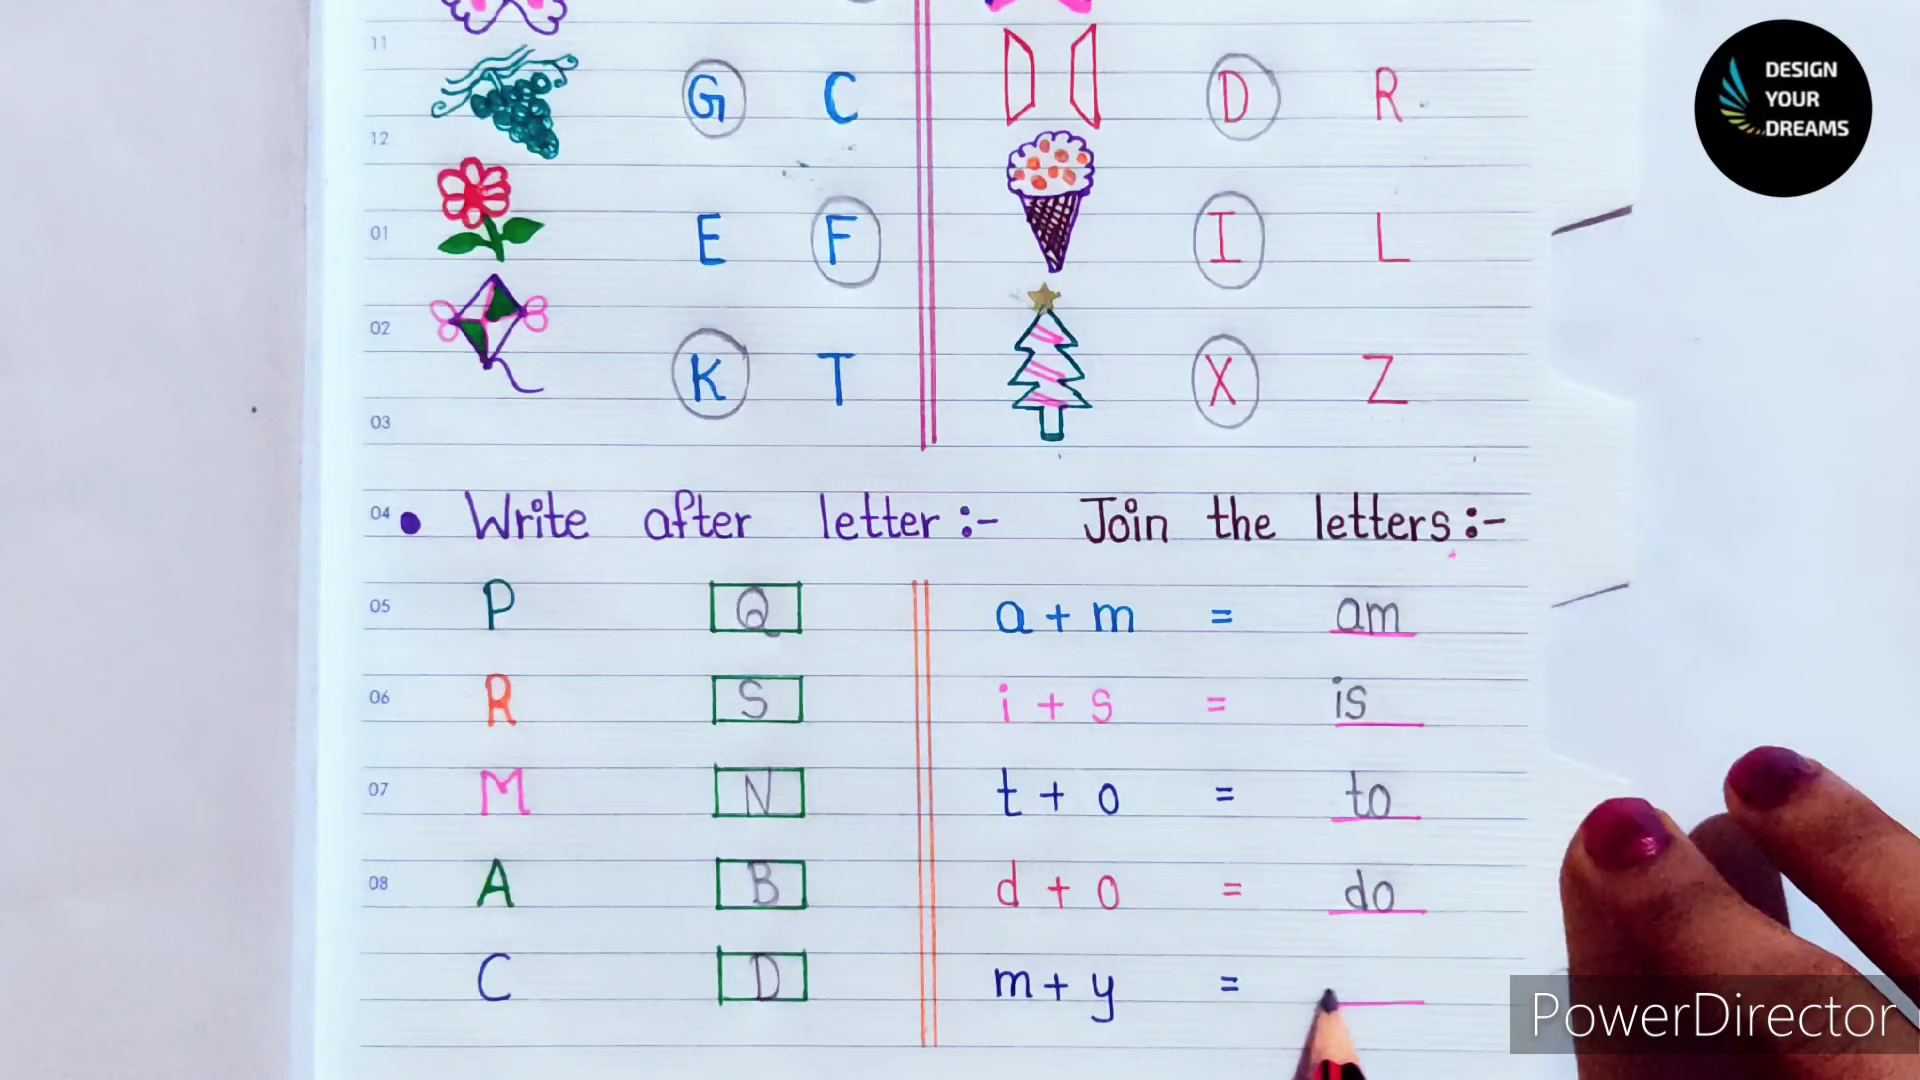 DESIGN
YOUR
DREAMS
11
G C D R
12
01 E F I L
02
K T X Z
03
04 • Write after letter :- Join the letters :-
05 P Q a + m = am
06 R S i + s = is
07 M N t + o = to
08 A B d + o = do
C D m + y =
PowerDirector